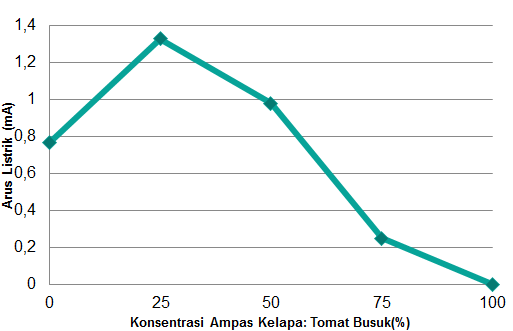 1,4
1,2
1
0,8
0,6
0,4
0,2
0
Arus Listrik (mA)
0 25 50 75 100
Konsentrasi Ampas Kelapa: Tomat Busuk(%)